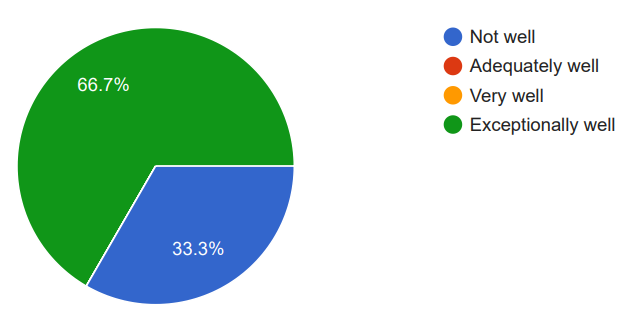 66.7%
33.3%
Not well
Adequately well
Very well
Exceptionally well